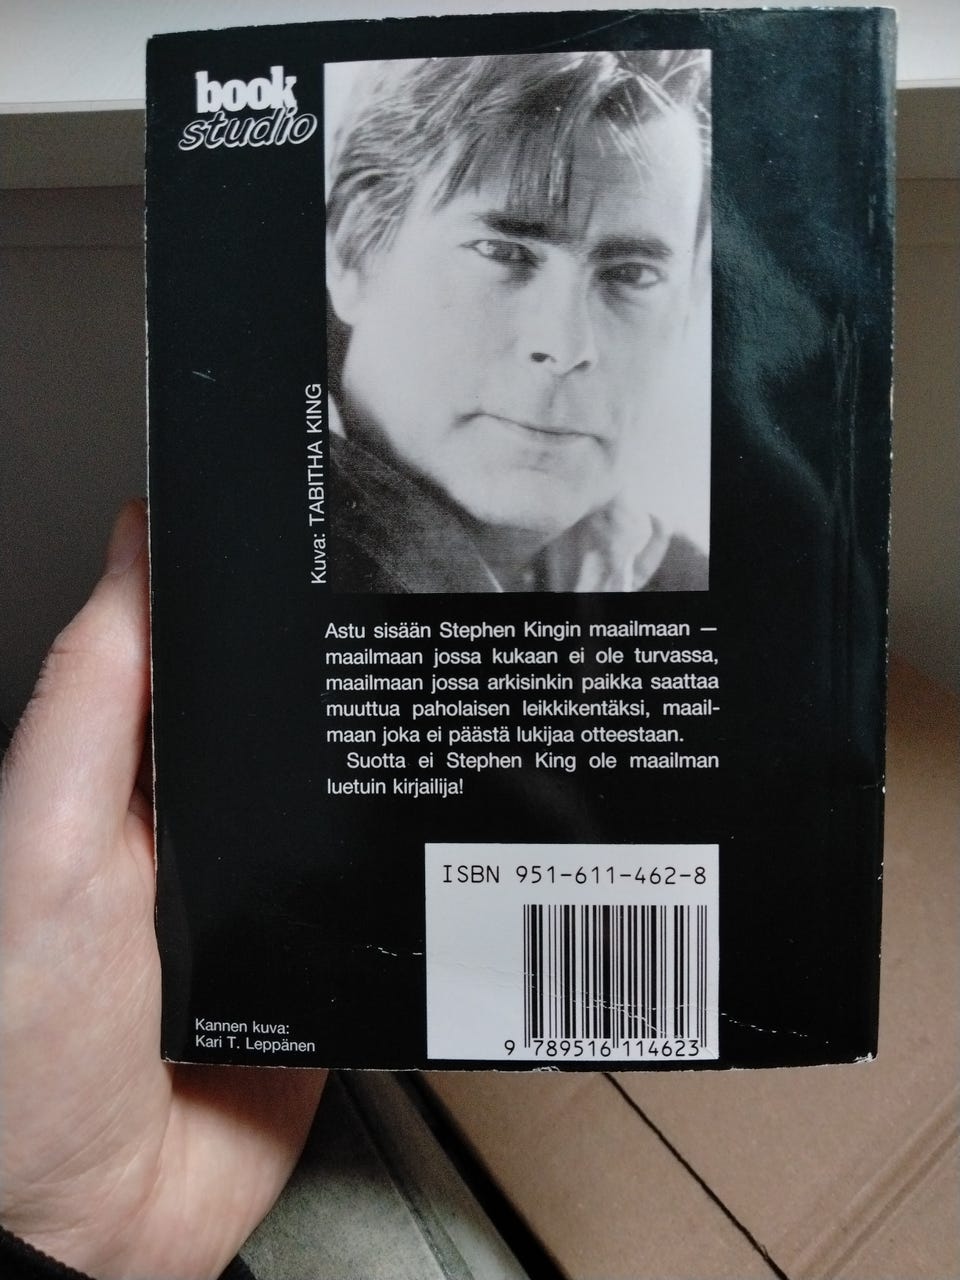 book
studio
Kuva: TABITHA KING
Astu sisään Stephen Kingin maailmaan —
maailmaan jossa kukaan ei ole turvassa,
maailmaan jossa arkisinkin paikka saattaa
muuttua paholaisen leikkikentäksi, maail-
maan joka ei päästä lukijaa otteestaan.
Suotta ei Stephen King ole maailman
luetuin kirjailija!
ISBN 951-611-462-8
9 789516 114623
Kannen kuva:
Kari T. Leppänen